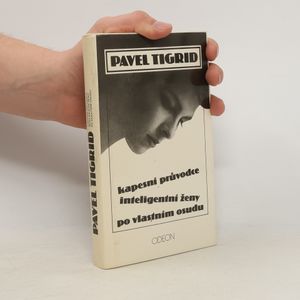 PAVEL TIGRID
kapesní průvodce
inteligentní ženy
po vlastním osudu
ODEON
PAVEL TIGRID